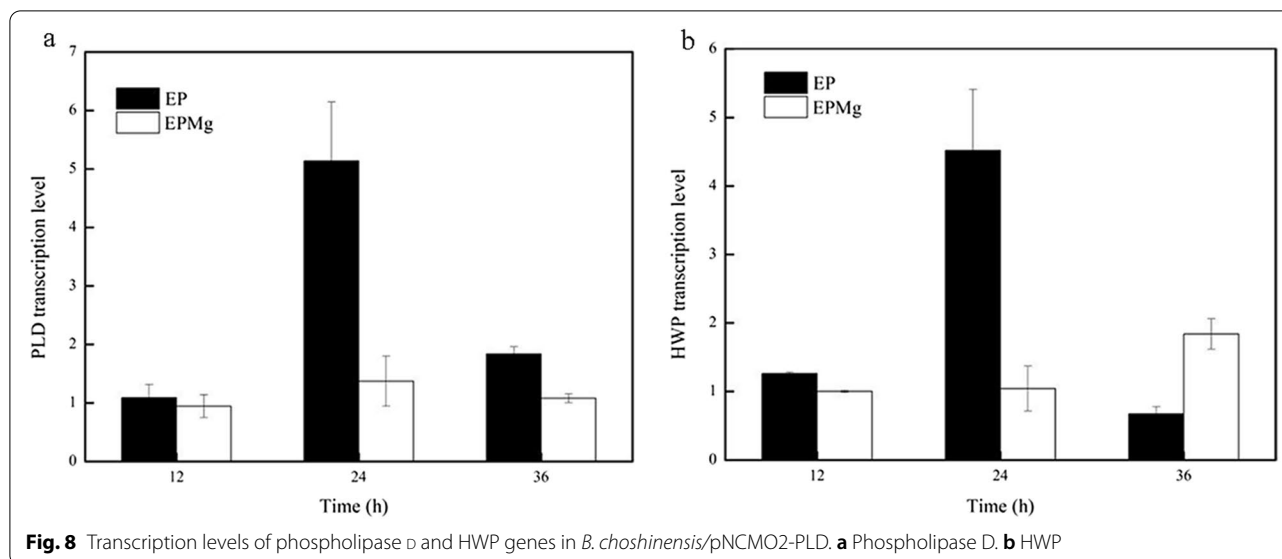 a
7
6
5
4
3
2
1
0
PLD transcription level
EP
EPMg
12
24
36
Time (h)
b
6
5
4
3
2
1
0
HWP transcription level
EP
EPMg
12
24
36
Time (h)
Fig. 8 Transcription levels of phospholipase D and HWP genes in B. choshinensis/pNCMO2-PLD. a Phospholipase D. b HWP